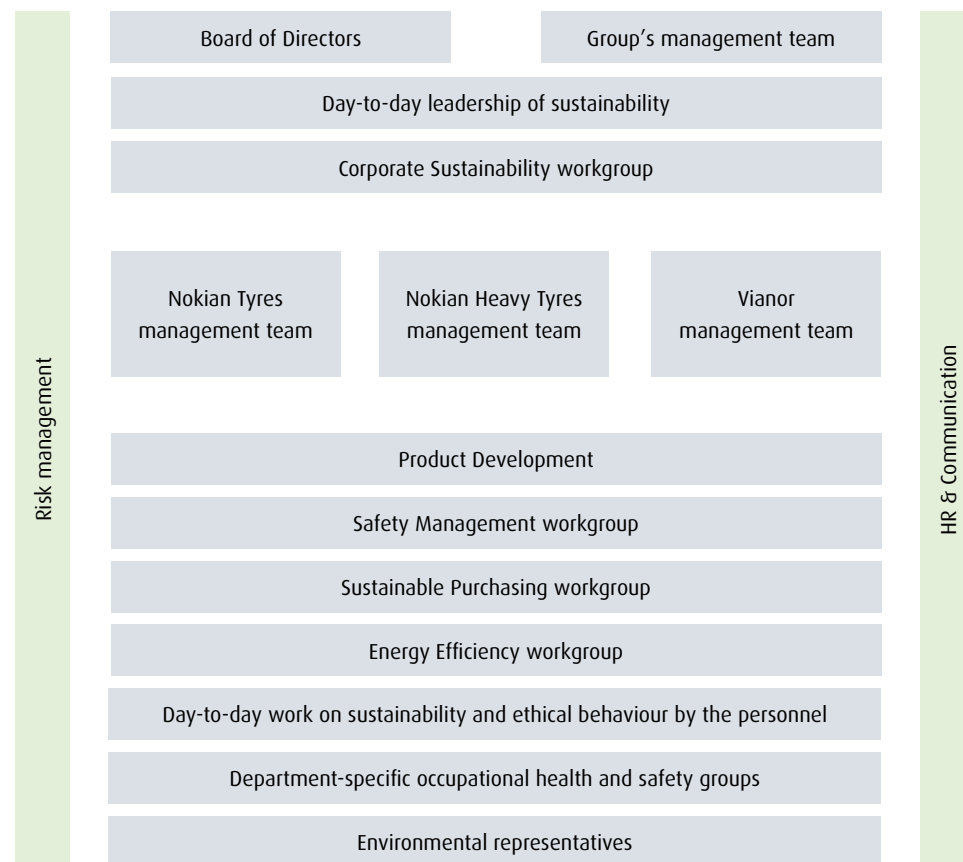 Board of Directors
Group’s management team
Day-to-day leadership of sustainability
Corporate Sustainability workgroup
Nokian Tyres
management team
Nokian Heavy Tyres
management team
Vianor
management team
Risk management
HR & Communication
Product Development
Safety Management workgroup
Sustainable Purchasing workgroup
Energy Efficiency workgroup
Day-to-day work on sustainability and ethical behaviour by the personnel
Department-specific occupational health and safety groups
Environmental representatives